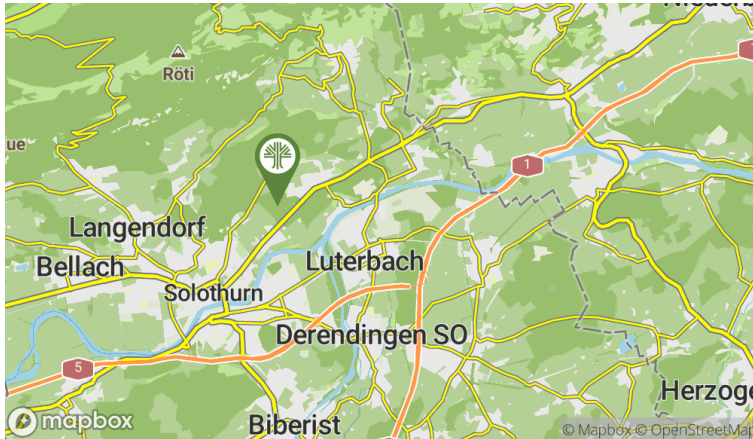 Röti
1
Langendorf
Bellach
Luterbach
Solothurn
Derendingen SO
5
Biberist
mapbox
© Mapbox © OpenStreetMap